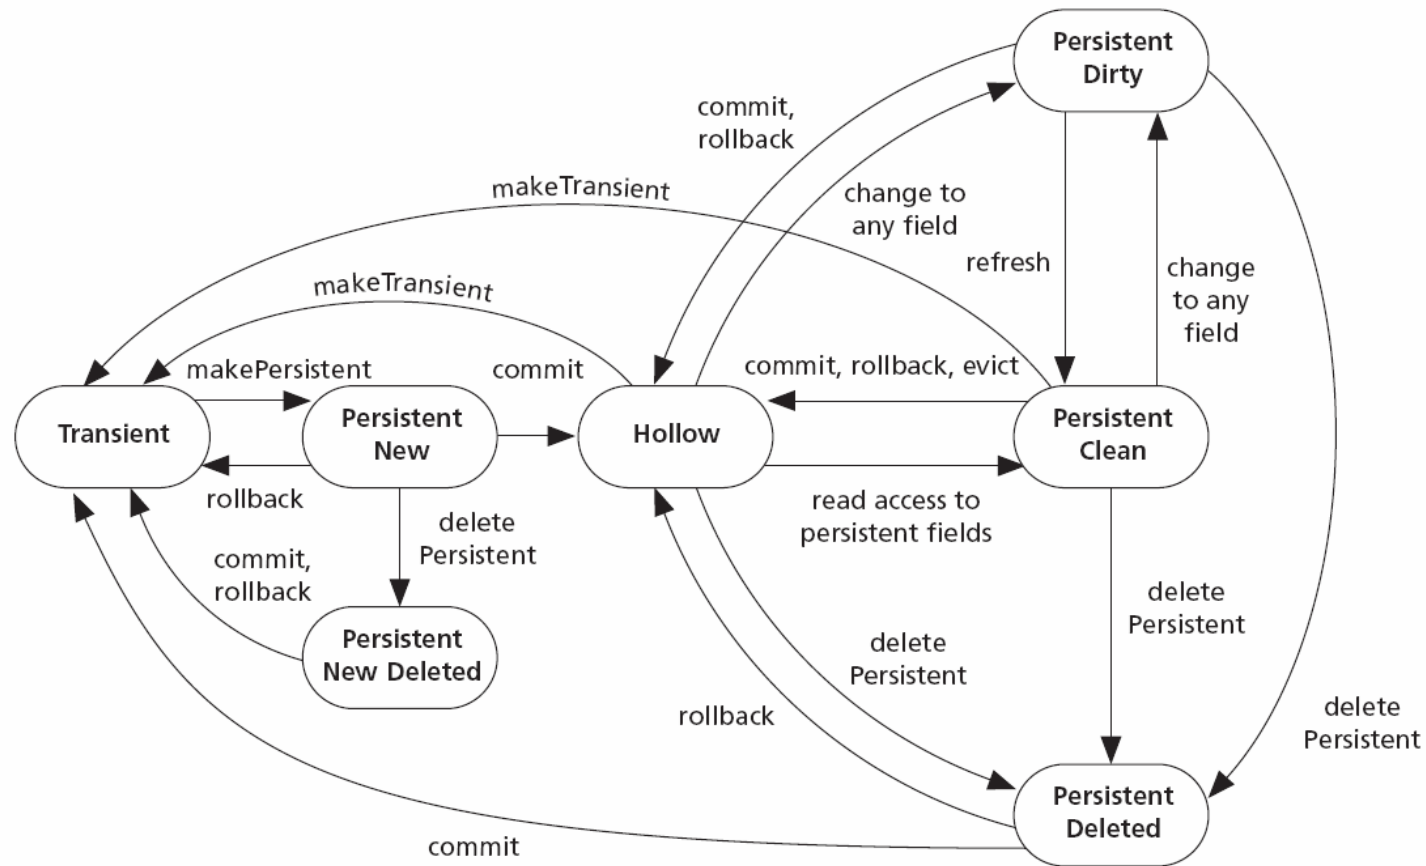 Persistent
Dirty
commit,
rollback
makeTransient
change to
any field
refresh
change
to any
field
makeTransient
makePersistent
commit
commit, rollback, evict
Transient
Persistent
New
Hollow
Persistent
Clean
rollback
delete
Persistent
read access to
persistent fields
commit,
rollback
Persistent
New Deleted
delete
Persistent
delete
Persistent
rollback
delete
Persistent
Persistent
Deleted
commit